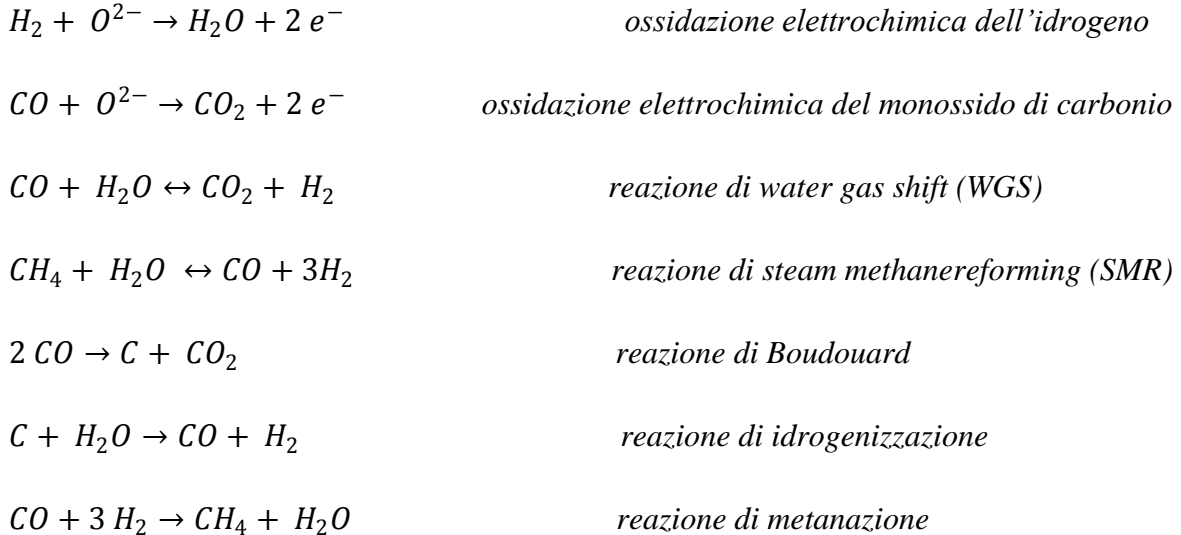 H₂ + O²⁻ → H₂O + 2 e⁻ ossidazione elettrochimica dell’idrogeno
CO + O²⁻ → CO₂ + 2 e⁻ ossidazione elettrochimica del monossido di carbonio
CO + H₂O ↔ CO₂ + H₂ reazione di water gas shift (WGS)
CH₄ + H₂O ↔ CO + 3H₂ reazione di steam methanereforming (SMR)
2 CO → C + CO₂ reazione di Boudouard
C + H₂O → CO + H₂ reazione di idrogenizzazione
CO + 3 H₂ → CH₄ + H₂O reazione di metanazione